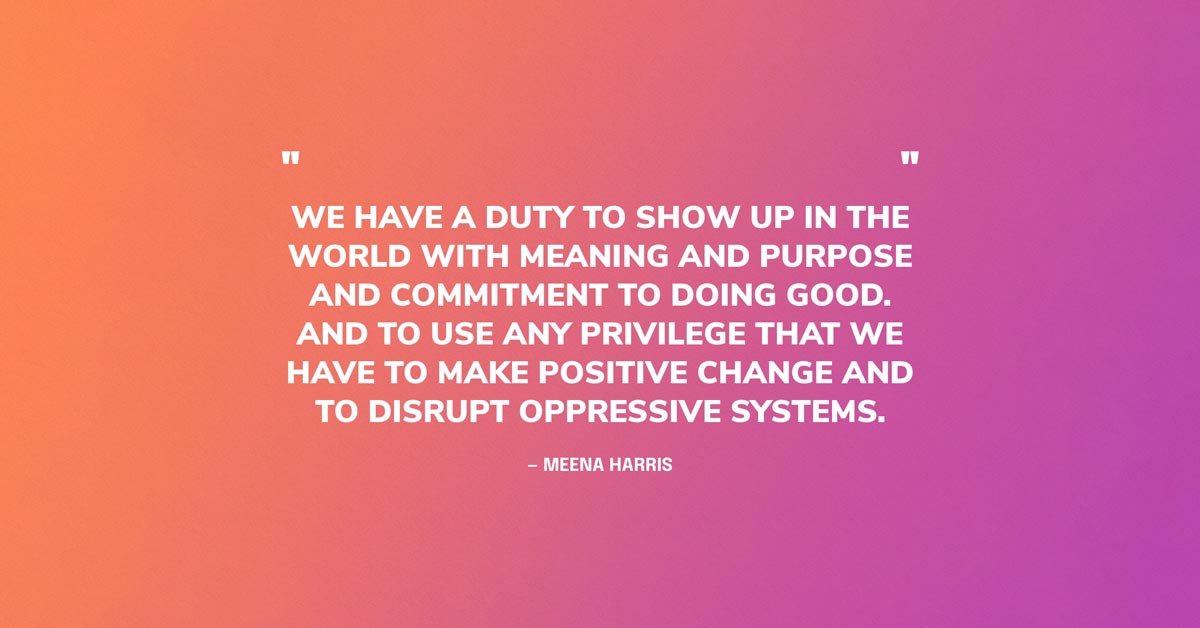 " "
WE HAVE A DUTY TO SHOW UP IN THE
WORLD WITH MEANING AND PURPOSE
AND COMMITMENT TO DOING GOOD.
AND TO USE ANY PRIVILEGE THAT WE
HAVE TO MAKE POSITIVE CHANGE AND
TO DISRUPT OPPRESSIVE SYSTEMS.
– MEENA HARRIS